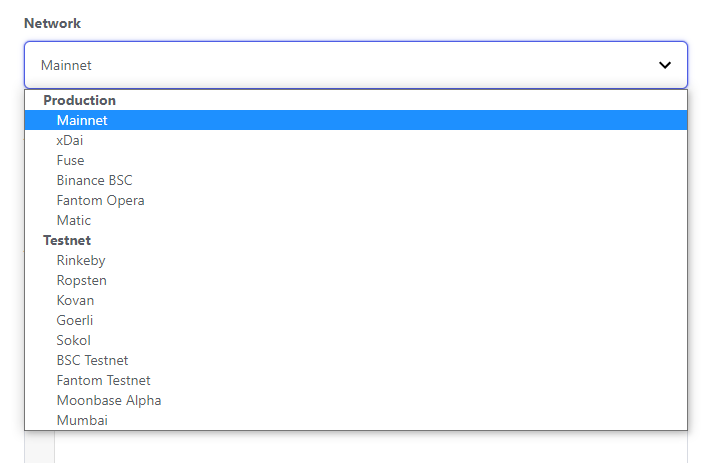 Network
Mainnet
Production
Mainnet
xDai
Fuse
Binance BSC
Fantom Opera
Matic
Testnet
Rinkeby
Ropsten
Kovan
Goerli
Sokol
BSC Testnet
Fantom Testnet
Moonbase Alpha
Mumbai